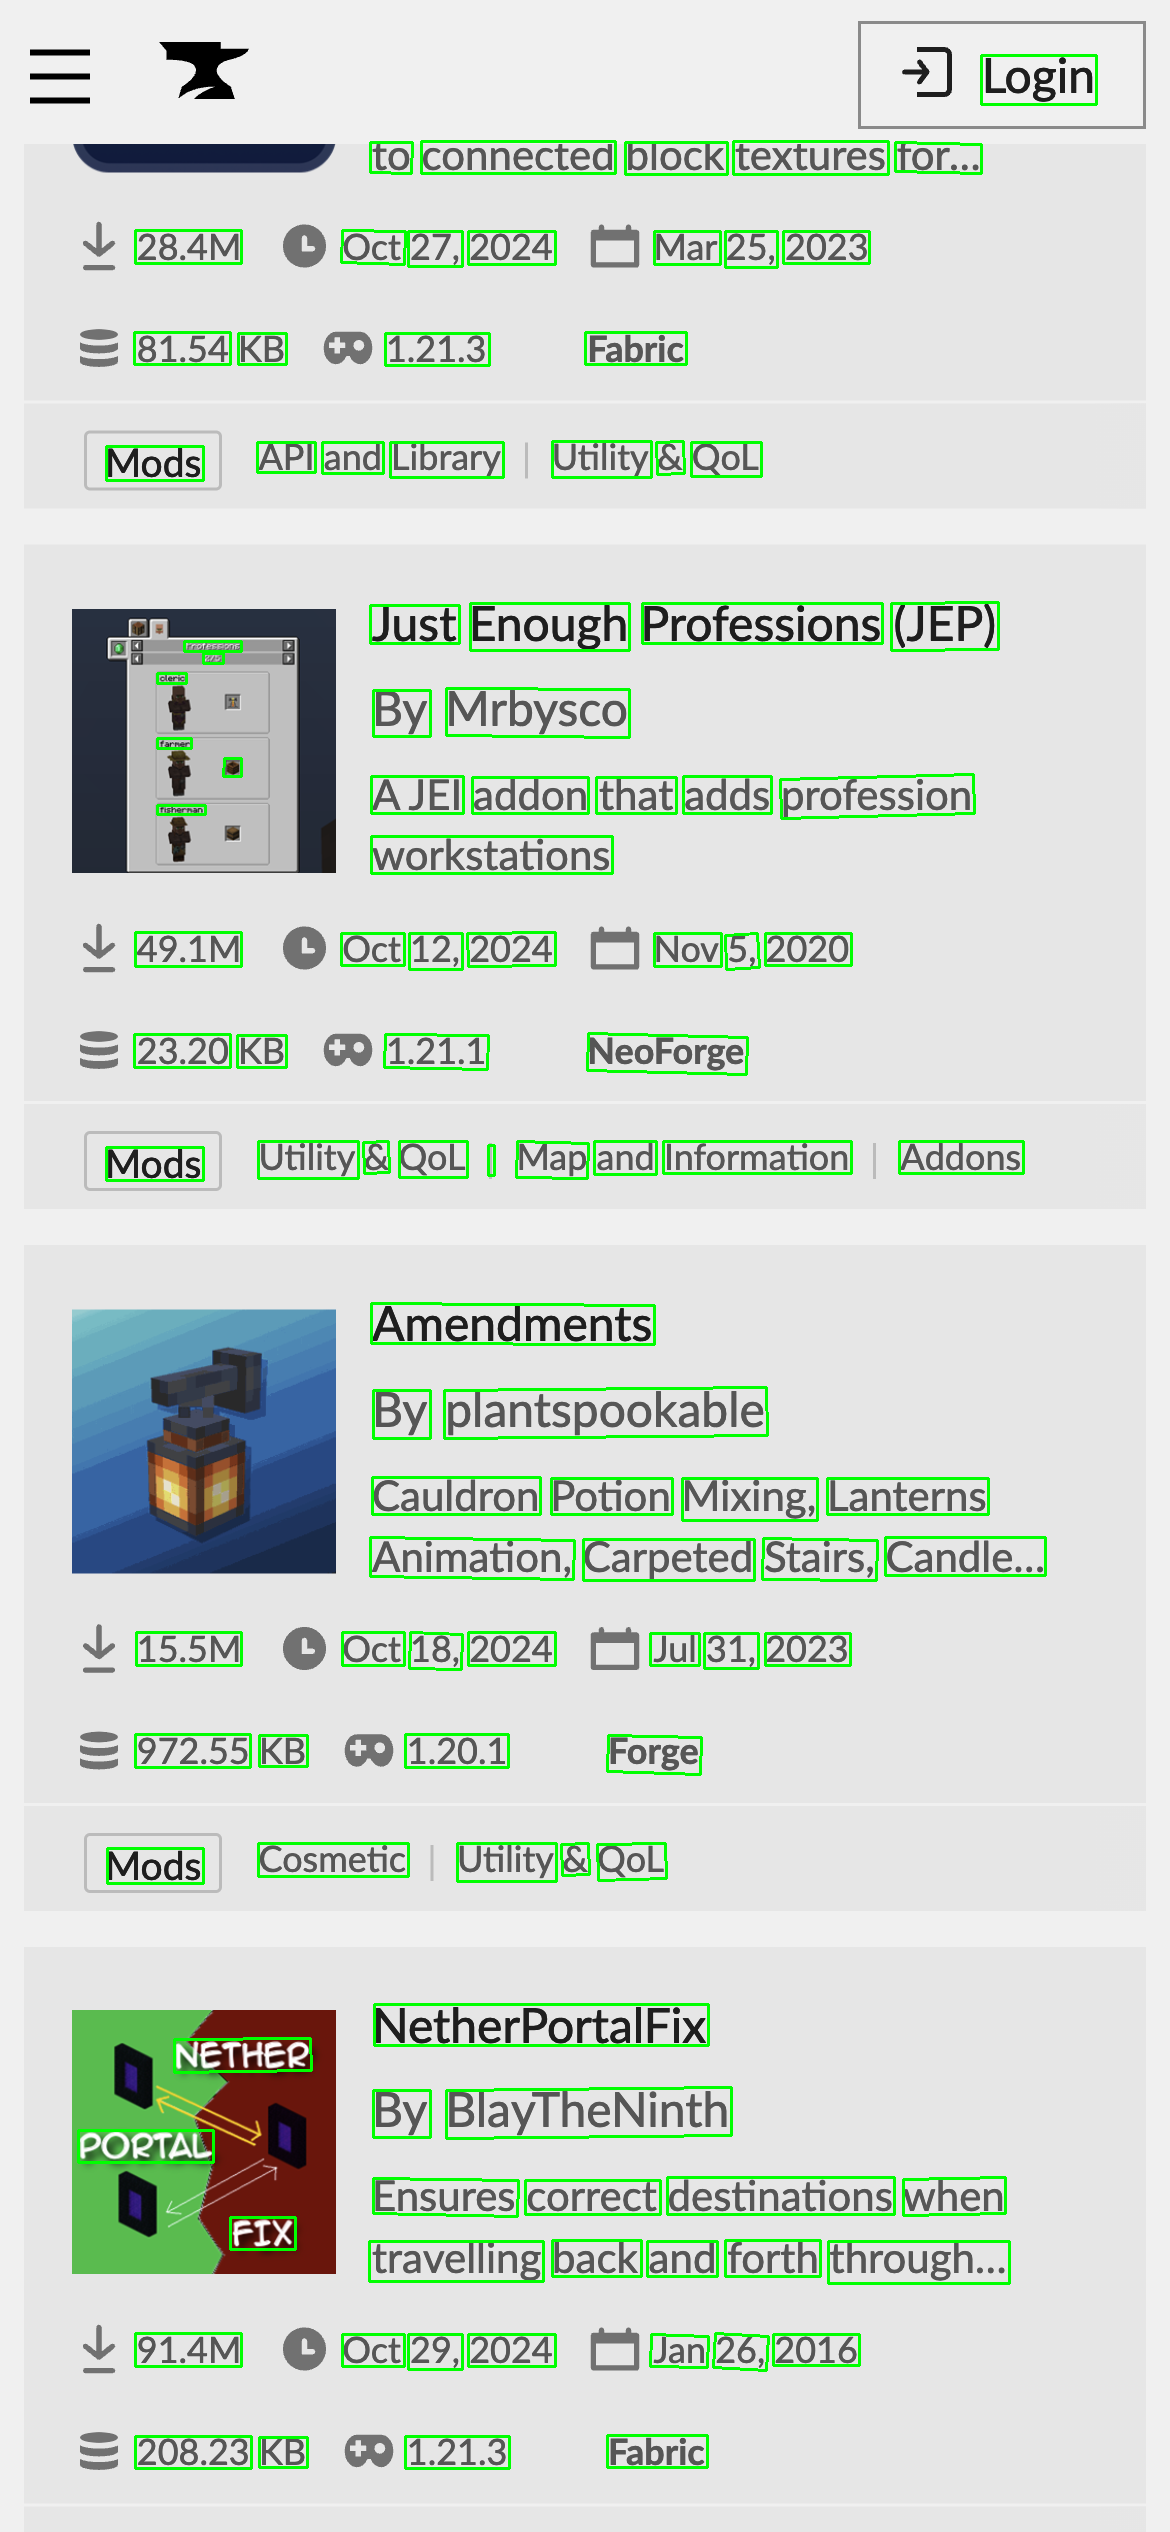 Login
to connected block textures for...
28.4M Oct 27, 2024 Mar 25, 2023
81.54 KB 1.21.3 Fabric
Mods API and Library | Utility & QoL
Just Enough Professions (JEP)
By Mrbysco
A JEI addon that adds profession
workstations
Professions
2/5
cleric
farmer
fisherman
49.1M Oct 12, 2024 Nov 5, 2020
23.20 KB 1.21.1 NeoForge
Mods Utility & QoL | Map and Information | Addons
Amendments
By plantspookable
Cauldron Potion Mixing, Lanterns
Animation, Carpeted Stairs, Candle...
15.5M Oct 18, 2024 Jul 31, 2023
972.55 KB 1.20.1 Forge
Mods Cosmetic | Utility & QoL
NetherPortalFix
By BlayTheNinth
Ensures correct destinations when
travelling back and forth through...
NETHER
PORTAL
FIX
91.4M Oct 29, 2024 Jan 26, 2016
208.23 KB 1.21.3 Fabric